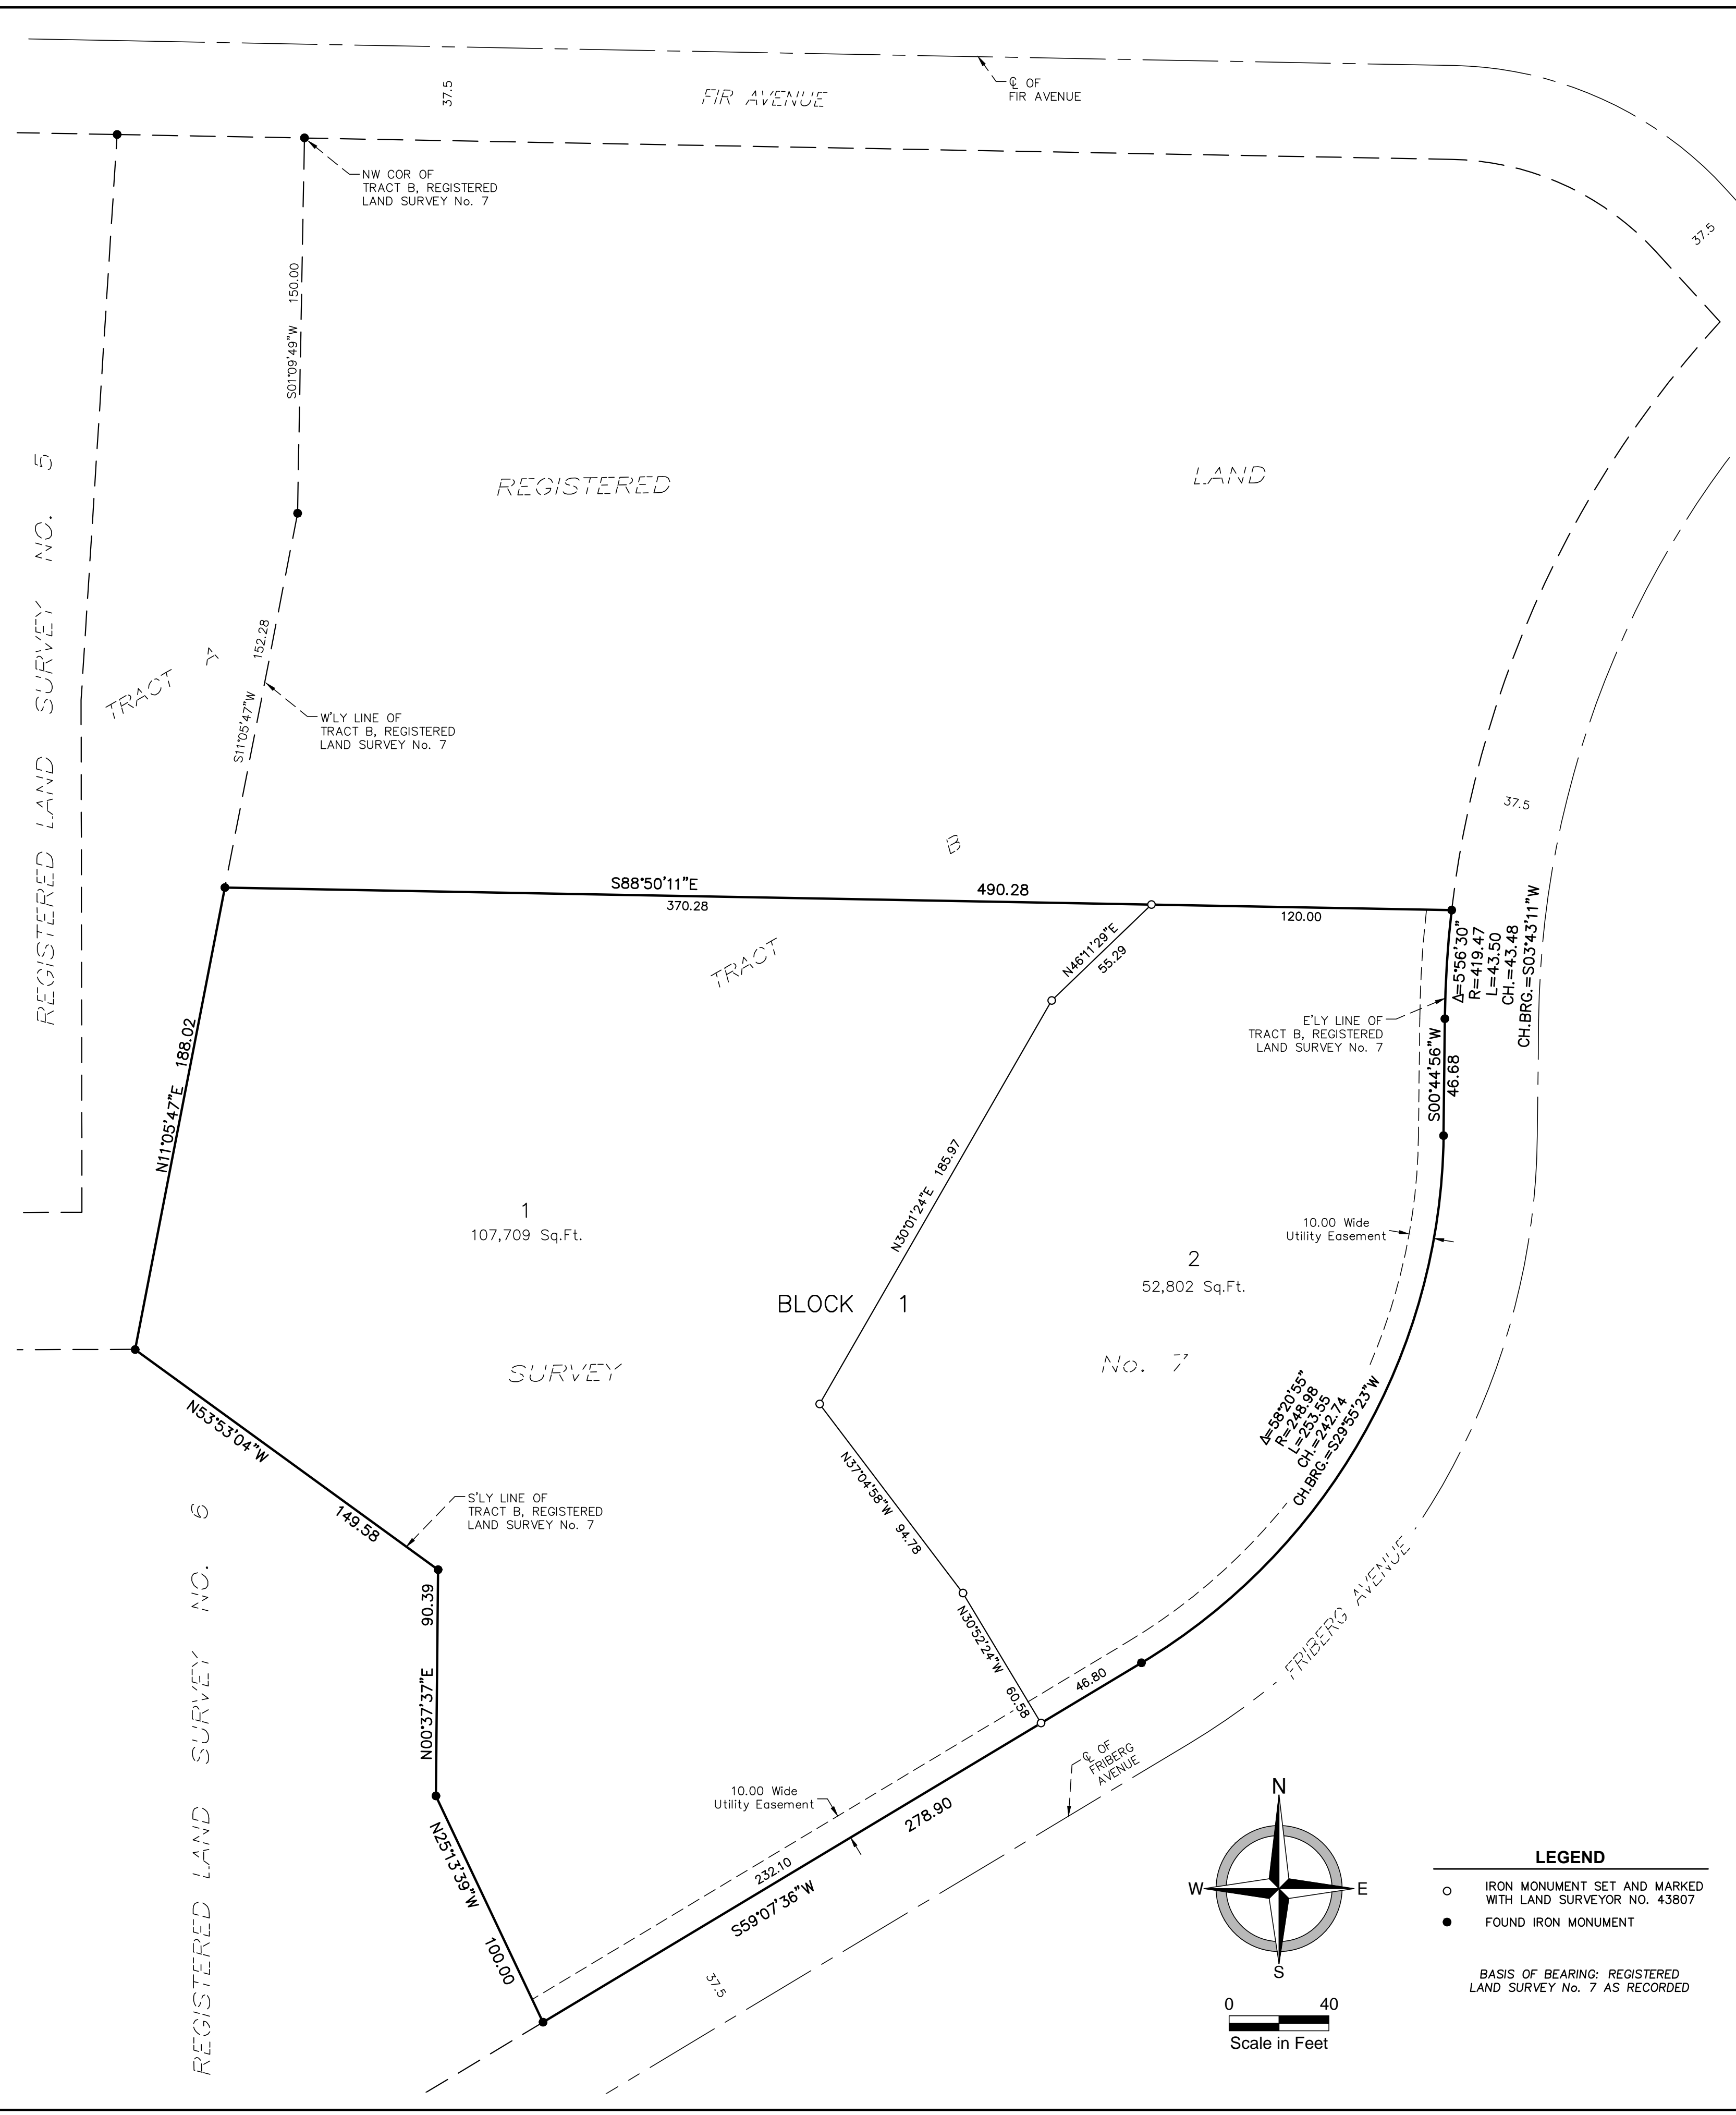 37.5
FIR AVENUE
℄ OF
FIR AVENUE
NW COR OF
TRACT B, REGISTERED
LAND SURVEY No. 7
37.5
S01°09'49"W 150.00
REGISTERED LAND
REGISTERED LAND SURVEY NO. 5
TRACT A
152.28
S11°05'47"W
W'LY LINE OF
TRACT B, REGISTERED
LAND SURVEY No. 7
37.5
B
S88°50'11"E 490.28
370.28
120.00
TRACT
N46°11'29"E
55.29
Δ=5°56'30"
R=419.47
L=43.50
CH.=43.48
CH.BRG.=S03°43'11"W
E'LY LINE OF
TRACT B, REGISTERED
LAND SURVEY No. 7
S00°44'56"W
46.68
N11°05'47"E 188.02
N30°01'24"E 185.97
1
107,709 Sq.Ft.
10.00 Wide
Utility Easement
2
52,802 Sq.Ft.
BLOCK 1
SURVEY
No. 7
Δ=58°20'55"
R=248.98
L=253.55
CH.=242.74
CH.BRG.=S29°55'23"W
N53°53'04"W
149.58
N37°04'58"W 94.78
S'LY LINE OF
TRACT B, REGISTERED
LAND SURVEY No. 7
REGISTERED LAND SURVEY NO. 6
90.39
N00°37'37"E
N30°52'24"W 60.58
46.80
FRIBERG AVENUE
℄ OF
FRIBERG
AVENUE
10.00 Wide
Utility Easement
278.90
232.10
S59°07'36"W
N25°13'39"W
100.00
37.5
N
W
E
S
0 40
Scale in Feet
LEGEND
IRON MONUMENT SET AND MARKED
WITH LAND SURVEYOR NO. 43807
FOUND IRON MONUMENT
BASIS OF BEARING: REGISTERED
LAND SURVEY No. 7 AS RECORDED